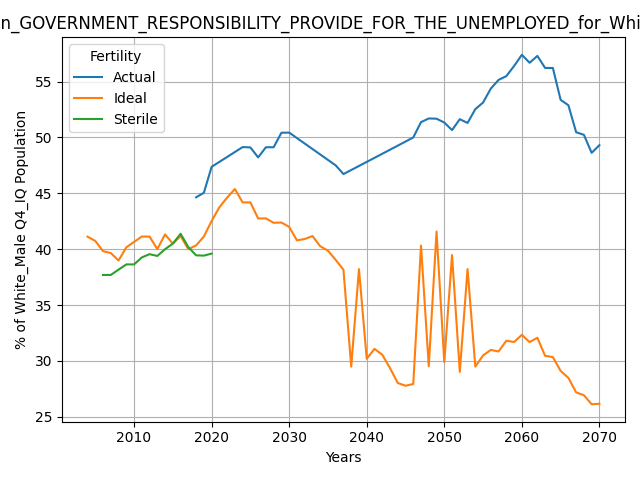 n_GOVERNMENT_RESPONSIBILITY_PROVIDE_FOR_THE_UNEMPLOYED_for_Whi
Fertility
Actual
Ideal
Sterile
% of White_Male Q4_IQ Population
55
50
45
40
35
30
25
2010 2020 2030 2040 2050 2060 2070
Years